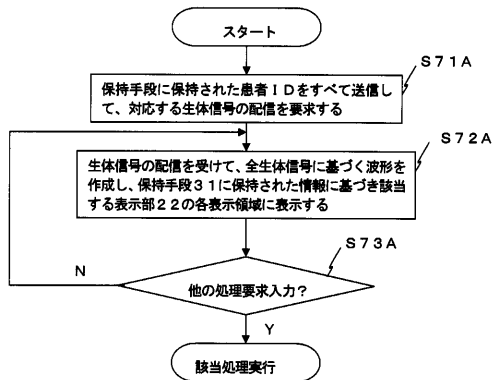 スタート
S71A
保持手段に保持された患者IDをすべて送信し
て、対応する生体信号の配信を要求する
S72A
生体信号の配信を受けて、全生体信号に基づく波形を
作成し、保持手段31に保持された情報に基づき該当
する表示部22の各表示領域に表示する
S73A
N
他の処理要求入力?
Y
該当処理実行